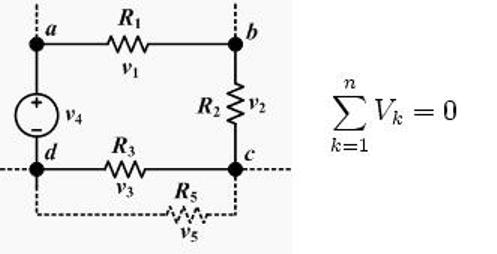 a
R₁
b
v₁
+
−
v₄
R₂
v₂
d
R₃
c
v₃
R₅
v₅
n
∑ Vₖ = 0
k=1